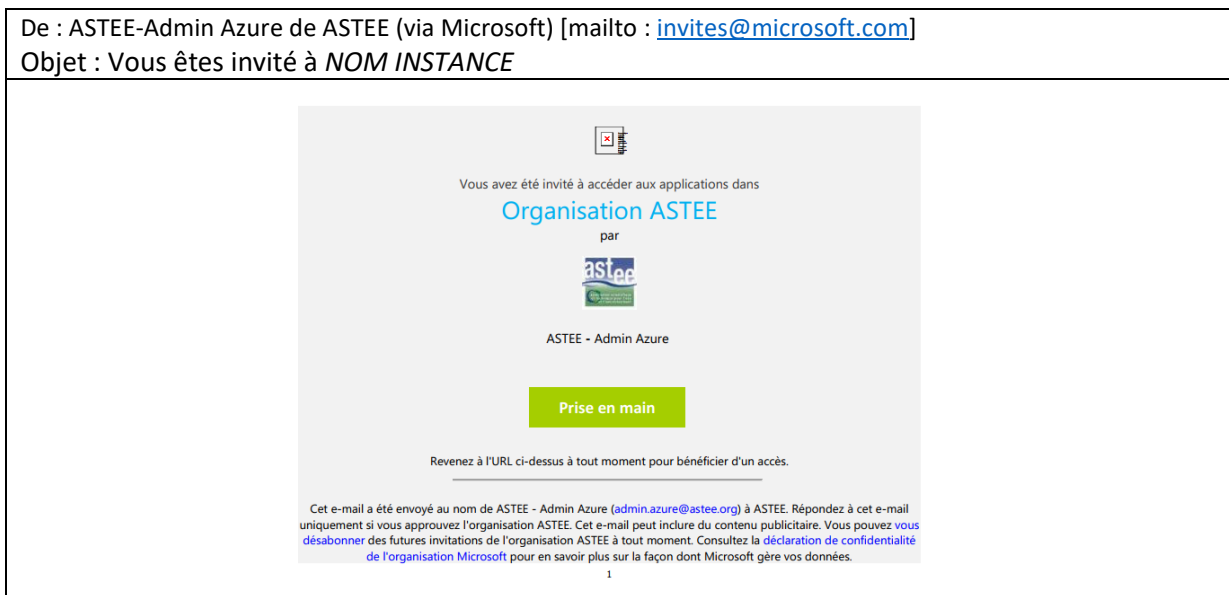 De : ASTEE-Admin Azure de ASTEE (via Microsoft) [mailto : invites@microsoft.com]
Objet : Vous êtes invité à NOM INSTANCE
Vous avez été invité à accéder aux applications dans
Organisation ASTEE
par
astee
ASTEE - Admin Azure
Prise en main
Revenez à l'URL ci-dessus à tout moment pour bénéficier d'un accès.
Cet e-mail a été envoyé au nom de ASTEE - Admin Azure (admin.azure@astee.org) à ASTEE. Répondez à cet e-mail
uniquement si vous approuvez l'organisation ASTEE. Cet e-mail peut inclure du contenu publicitaire. Vous pouvez vous
désabonner des futures invitations de l'organisation ASTEE à tout moment. Consultez la déclaration de confidentialité
de l'organisation Microsoft pour en savoir plus sur la façon dont Microsoft gère vos données.
1